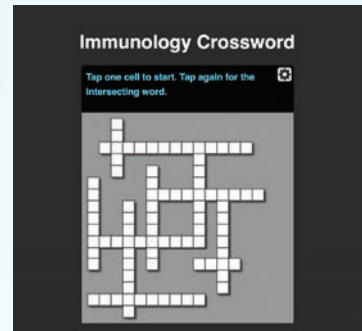 Immunology Crossword
Tap one cell to start. Tap again for the
intersecting word.